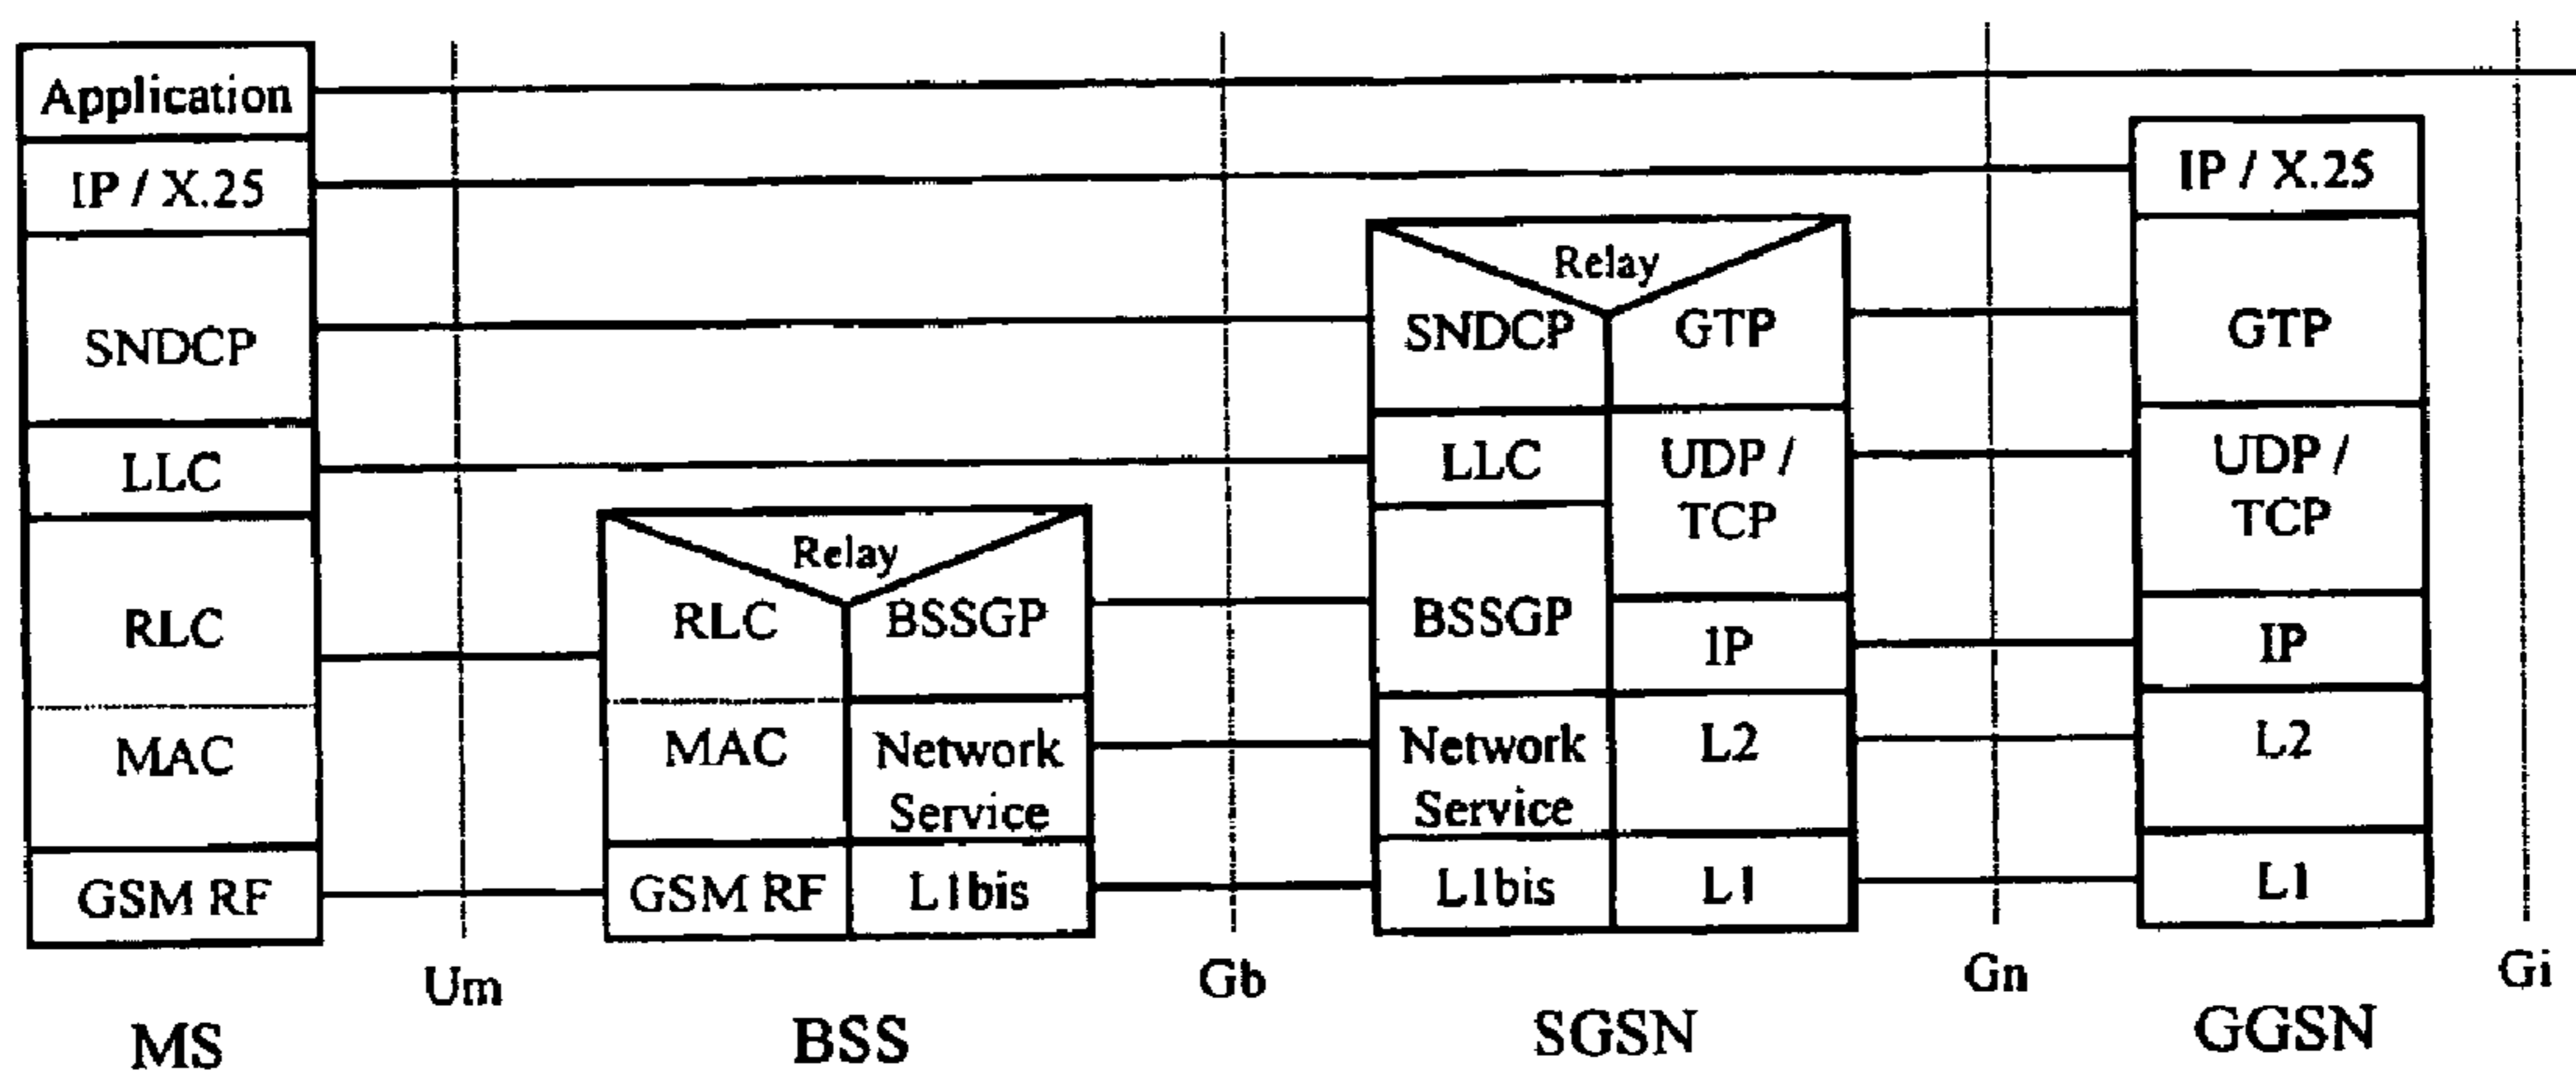 Application
IP / X.25
SNDCP
LLC
RLC
MAC
GSM RF
MS
Um
Relay
RLC
BSSGP
MAC
Network
Service
GSM RF
L1bis
BSS
Gb
Relay
SNDCP
GTP
LLC
UDP /
TCP
BSSGP
IP
Network
Service
L2
L1bis
L1
SGSN
Gn
IP / X.25
GTP
UDP /
TCP
IP
L2
L1
GGSN
Gi